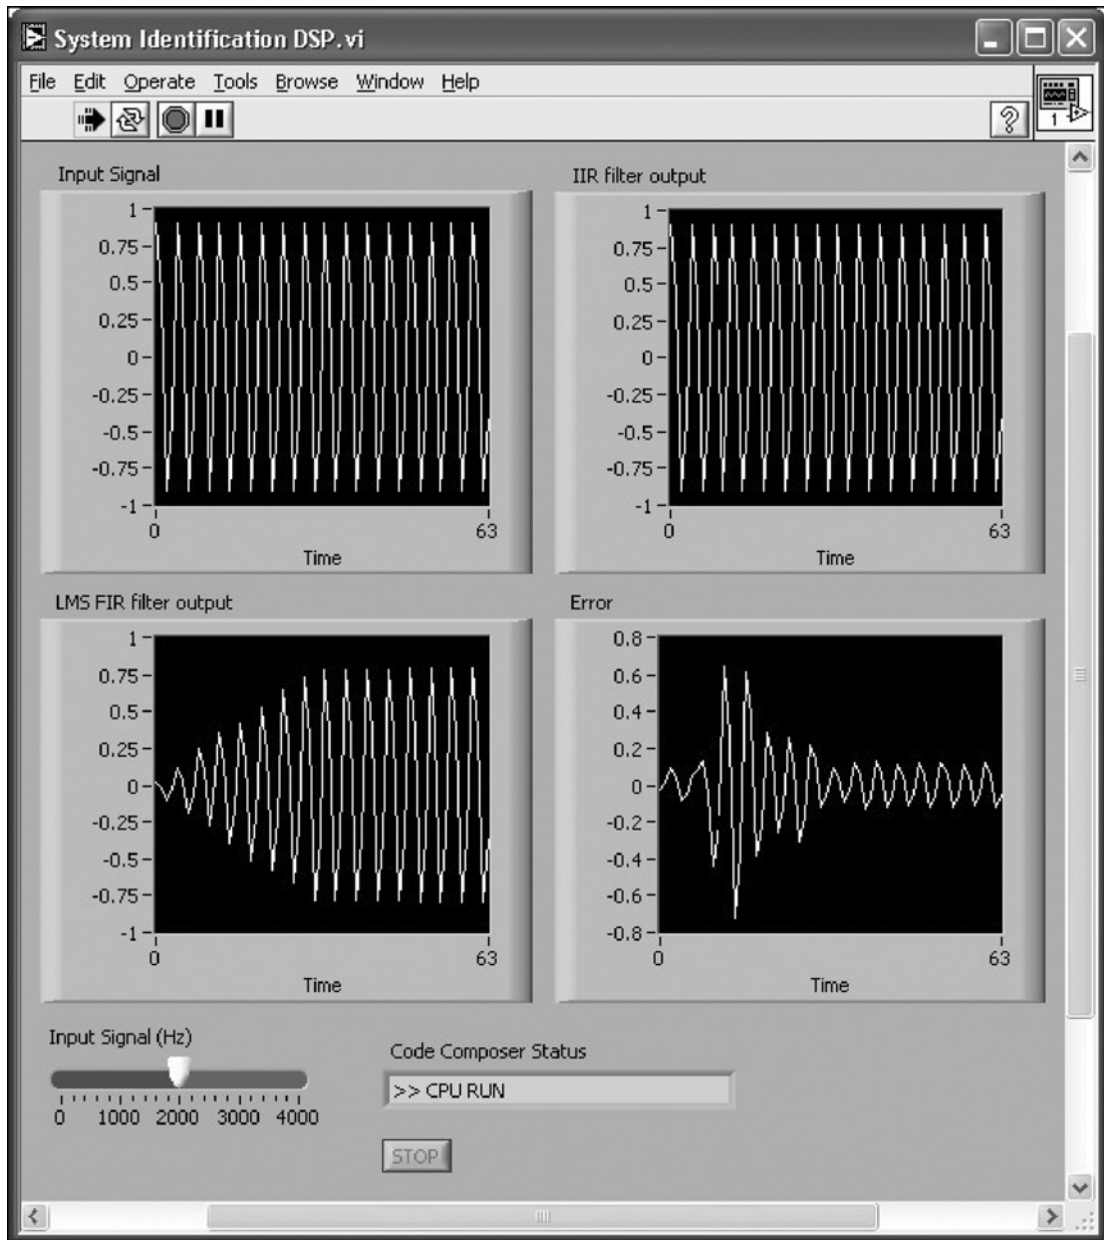 System Identification DSP.vi
File Edit Operate Tools Browse Window Help
?
1
Input Signal
1
0.75
0.5
0.25
0
-0.25
-0.5
-0.75
-1
0 63
Time
IIR filter output
1
0.75
0.5
0.25
0
-0.25
-0.5
-0.75
-1
0 63
Time
LMS FIR filter output
1
0.75
0.5
0.25
0
-0.25
-0.5
-0.75
-1
0 63
Time
Error
0.8
0.6
0.4
0.2
0
-0.2
-0.4
-0.6
-0.8
0 63
Time
Input Signal (Hz)
0 1000 2000 3000 4000
Code Composer Status
>> CPU RUN
STOP